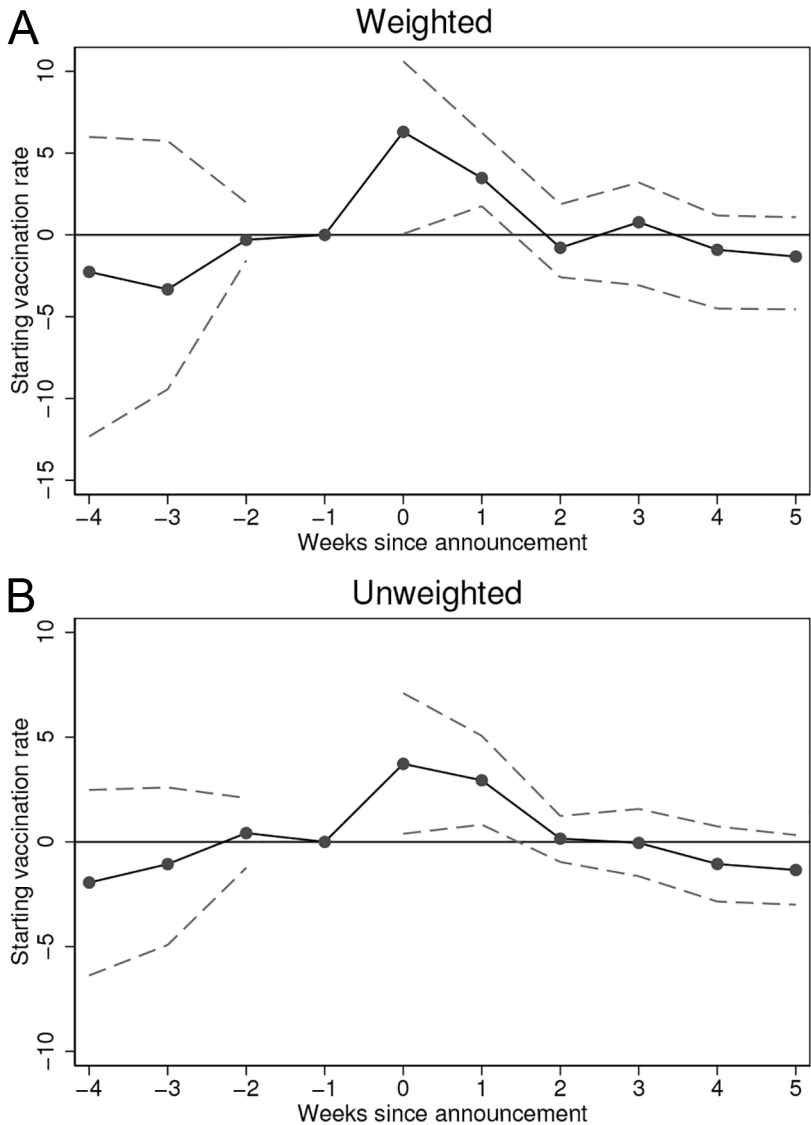 A
Weighted
Starting vaccination rate
10
5
0
−5
−10
−15
−4 −3 −2 −1 0 1 2 3 4 5
Weeks since announcement
B
Unweighted
Starting vaccination rate
10
5
0
−5
−10
−4 −3 −2 −1 0 1 2 3 4 5
Weeks since announcement